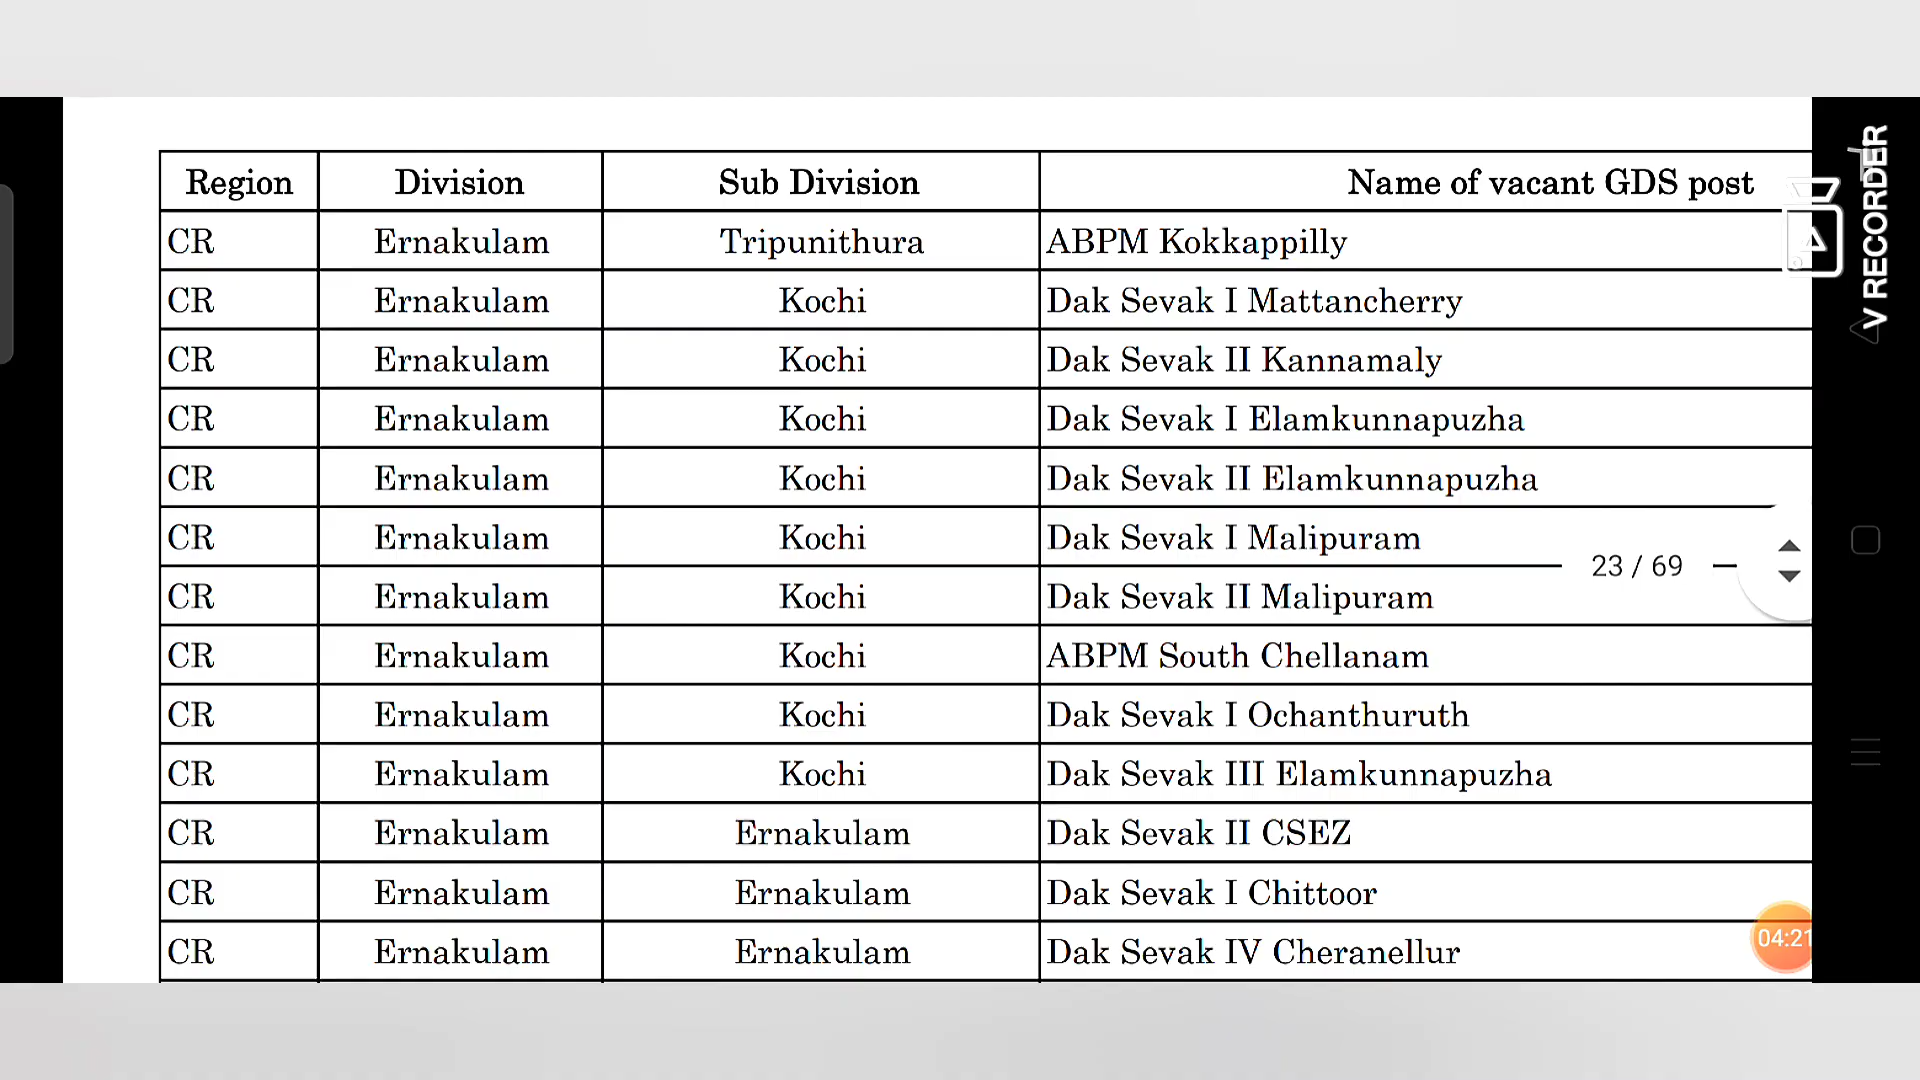 Region Division Sub Division Name of vacant GDS post
CR Ernakulam Tripunithura ABPM Kokkappilly
CR Ernakulam Kochi Dak Sevak I Mattancherry
CR Ernakulam Kochi Dak Sevak II Kannamaly
CR Ernakulam Kochi Dak Sevak I Elamkunnapuzha
CR Ernakulam Kochi Dak Sevak II Elamkunnapuzha
CR Ernakulam Kochi Dak Sevak I Malipuram
23 / 69
CR Ernakulam Kochi Dak Sevak II Malipuram
CR Ernakulam Kochi ABPM South Chellanam
CR Ernakulam Kochi Dak Sevak I Ochanthuruth
CR Ernakulam Kochi Dak Sevak III Elamkunnapuzha
CR Ernakulam Ernakulam Dak Sevak II CSEZ
CR Ernakulam Ernakulam Dak Sevak I Chittoor
CR Ernakulam Ernakulam Dak Sevak IV Cheranellur
04:21
V RECORDER